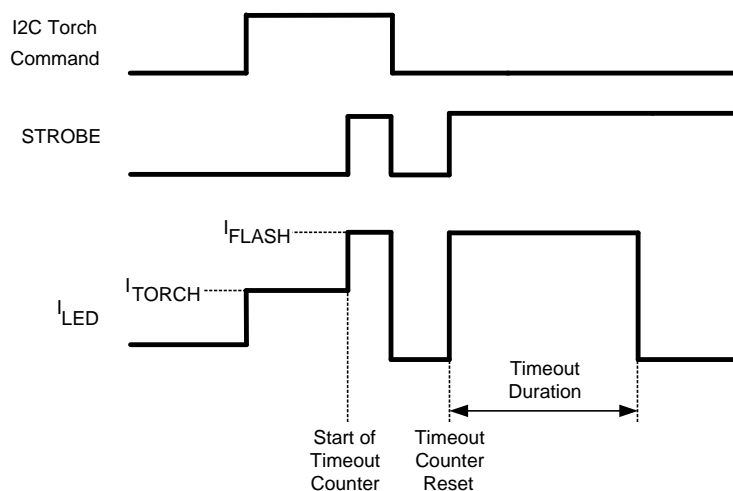 I2C Torch
Command
STROBE
IFLASH
ITORCH
ILED
Timeout
Duration
Start of
Timeout
Counter
Timeout
Counter
Reset